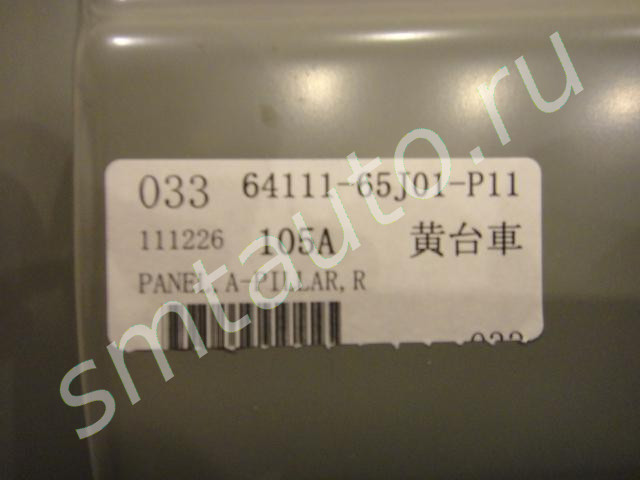 033 64111-65J01-P11
111226 105A 黄台車
PANEL A-PILLAR, R
smtauto.ru